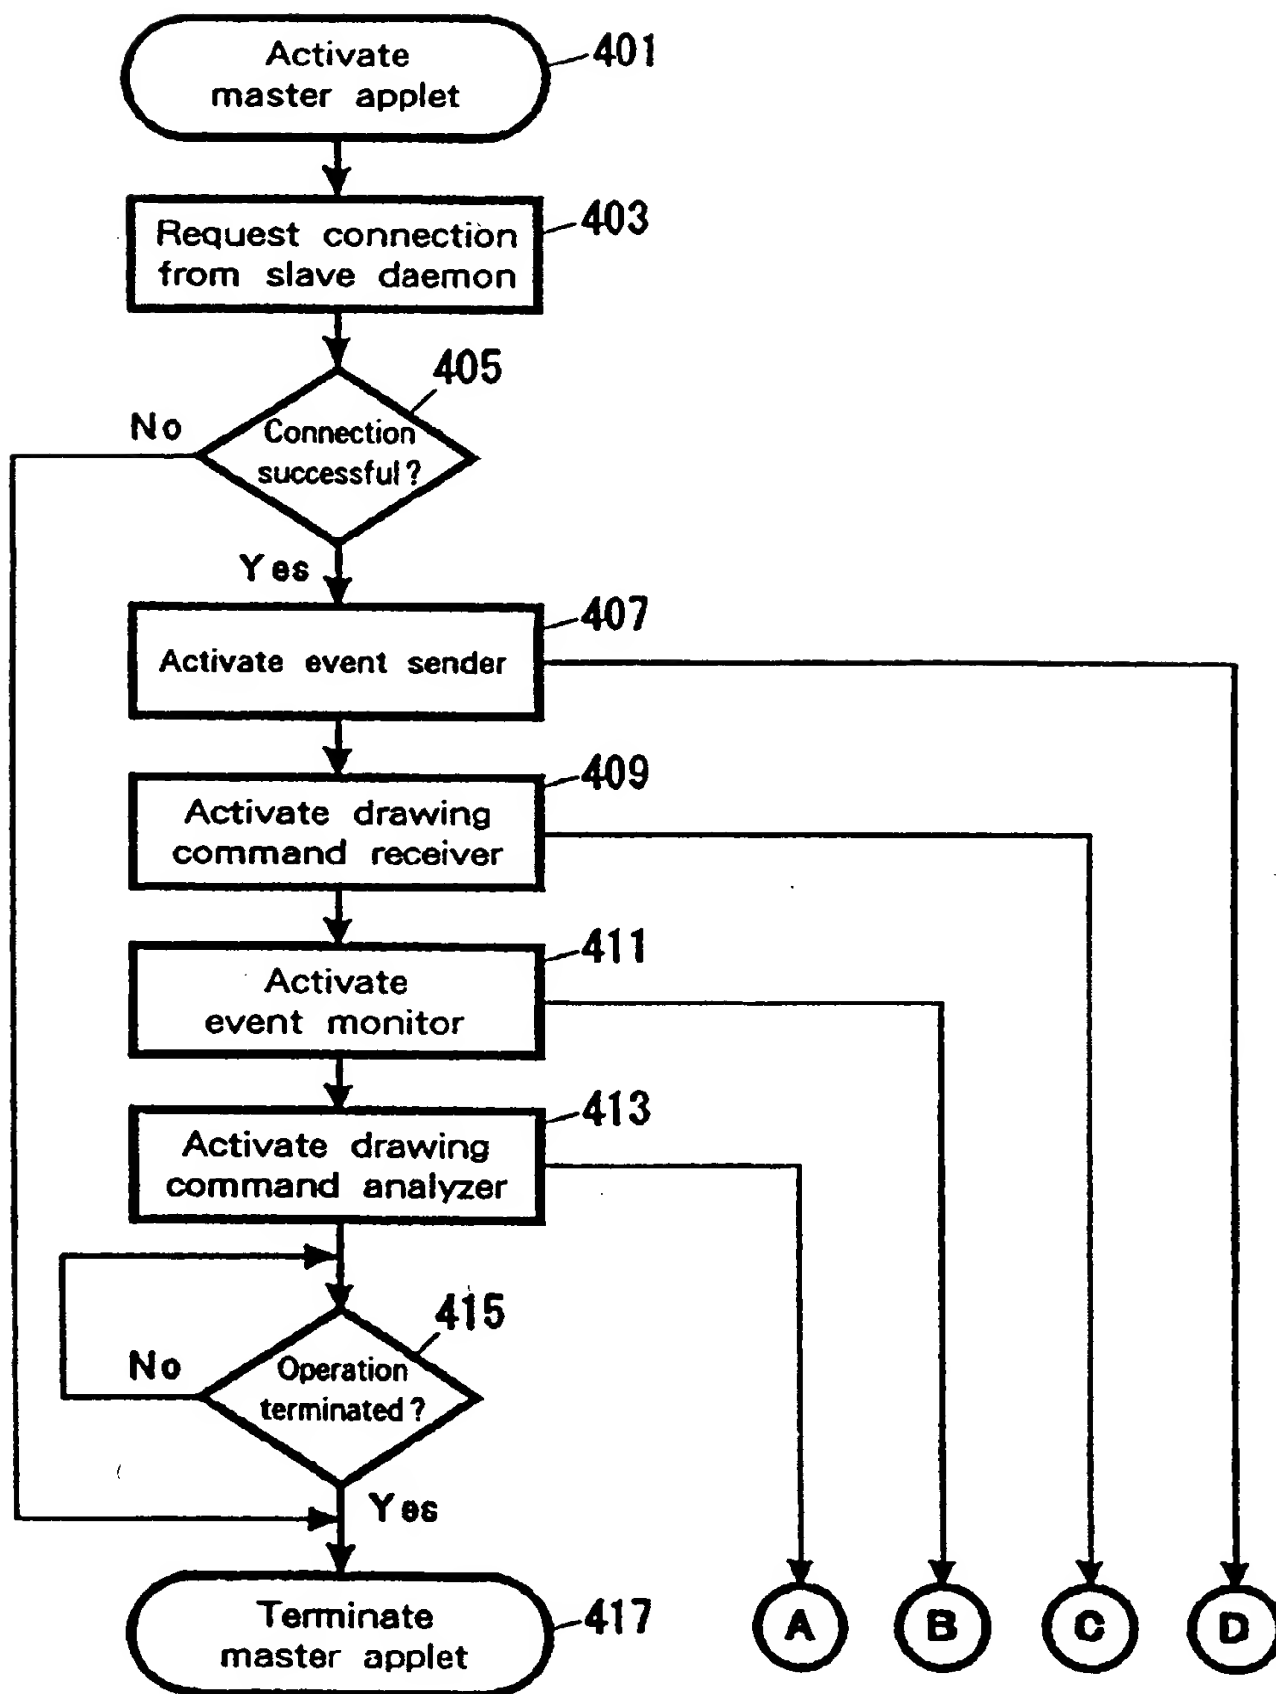 Activate
master applet
401
Request connection
from slave daemon
403
405
No
Connection
successful?
Yes
407
Activate event sender
409
Activate drawing
command receiver
411
Activate
event monitor
413
Activate drawing
command analyzer
415
No
Operation
terminated?
Yes
Terminate
master applet
417
A B C D